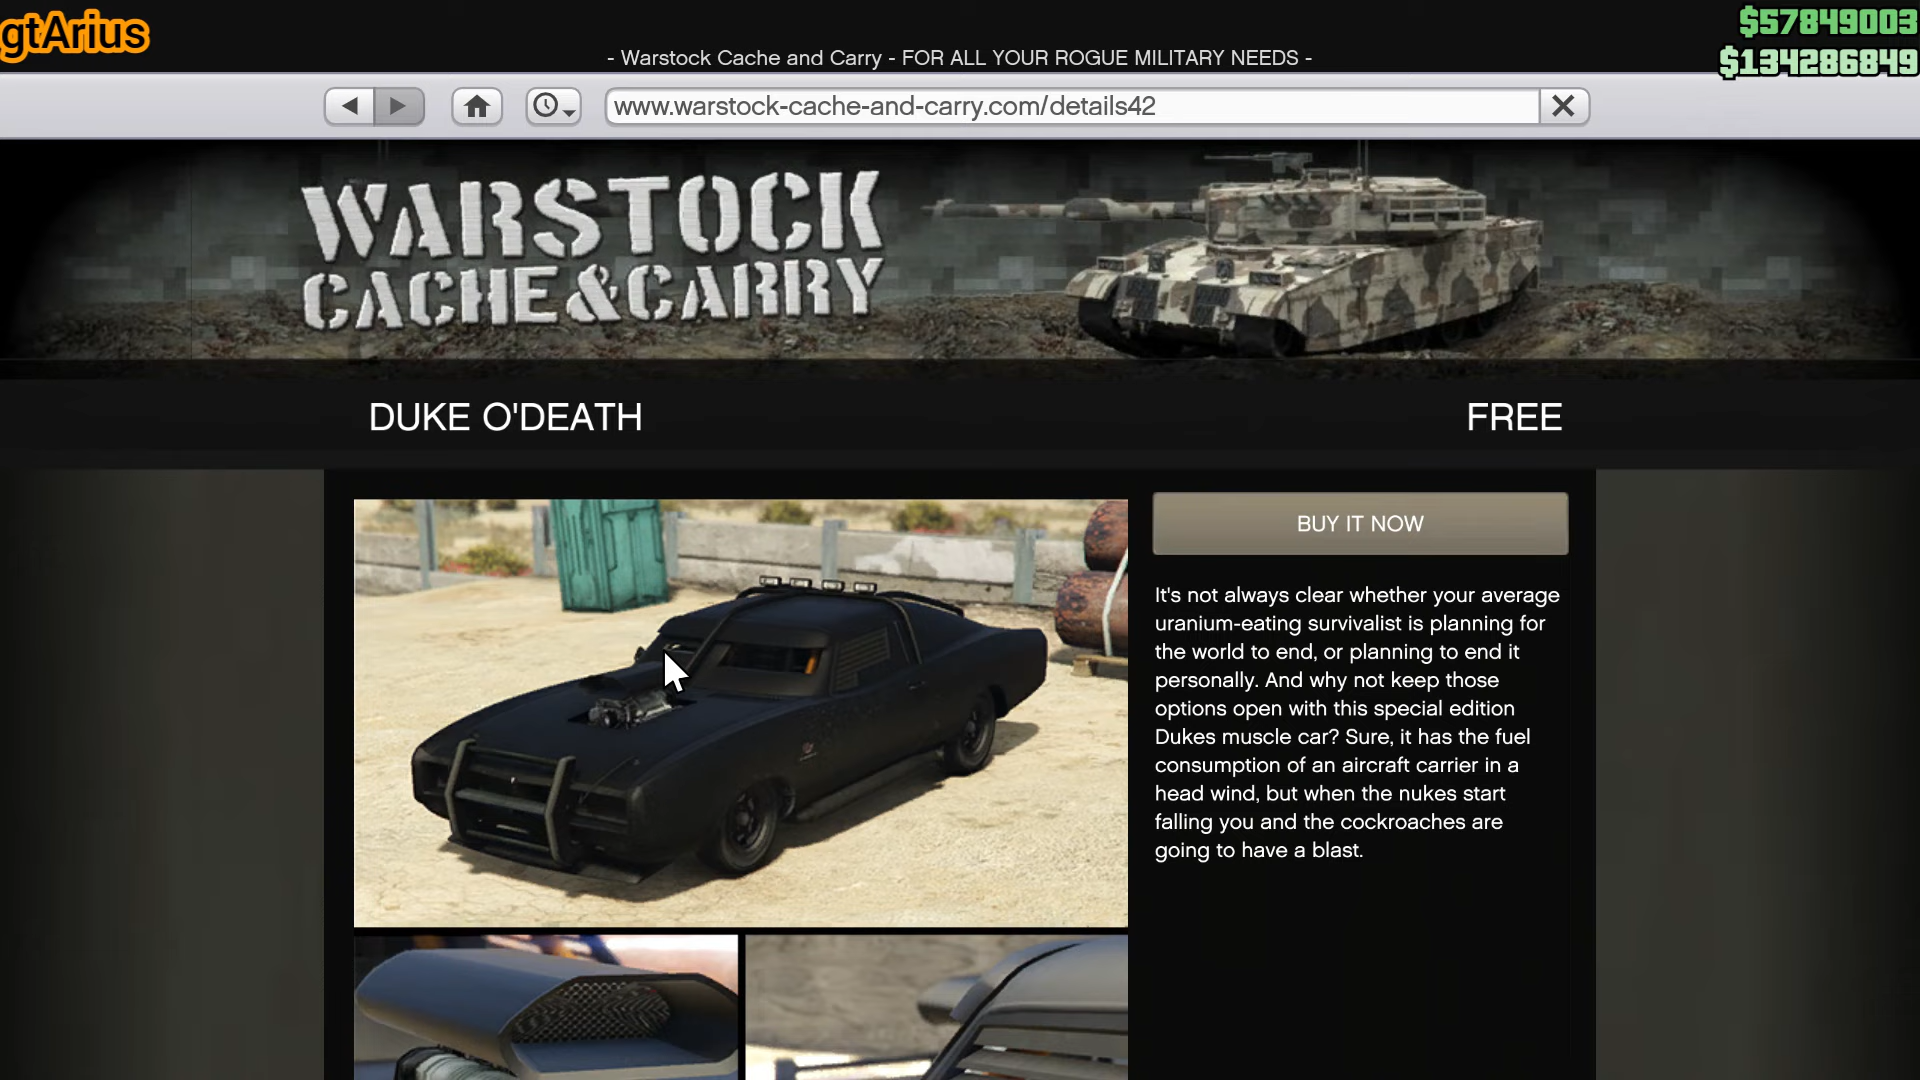 gtArius
$57849003
$134286849
- Warstock Cache and Carry - FOR ALL YOUR ROGUE MILITARY NEEDS -
www.warstock-cache-and-carry.com/details42
WARSTOCK
CACHE & CARRY
DUKE O'DEATH
FREE
BUY IT NOW
It's not always clear whether your average
uranium-eating survivalist is planning for
the world to end, or planning to end it
personally. And why not keep those
options open with this special edition
Dukes muscle car? Sure, it has the fuel
consumption of an aircraft carrier in a
head wind, but when the nukes start
falling you and the cockroaches are
going to have a blast.